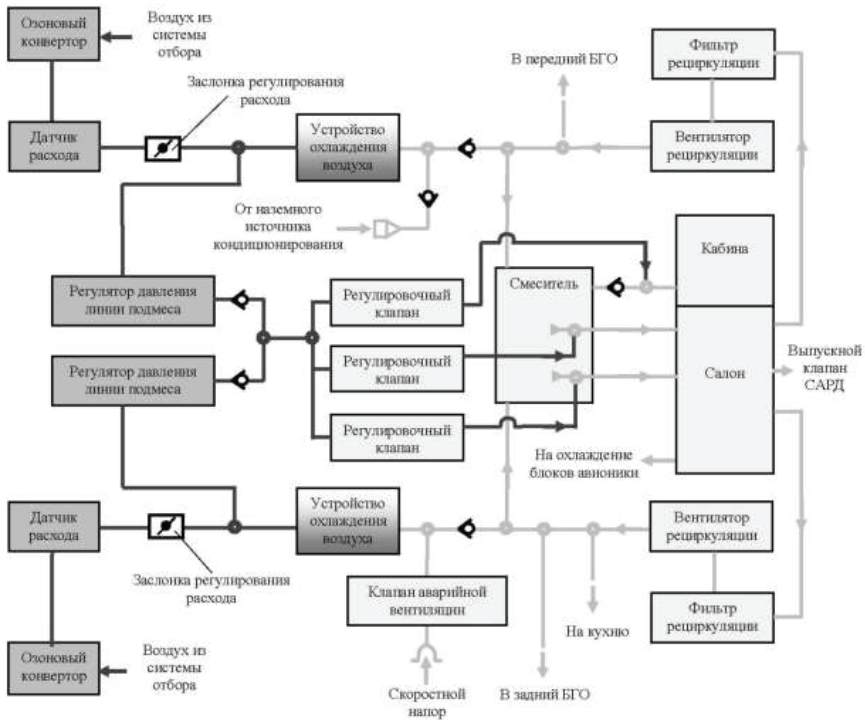 Озоновый
конвертор
Воздух из
системы
отбора
Заслонка регулирования
расхода
В передний БГО
Фильтр
рециркуляции
Датчик
расхода
Устройство
охлаждения
воздуха
Вентилятор
рециркуляции
От наземного
источника
кондиционирования
Кабина
Регулятор давления
линии подмеса
Регулировочный
клапан
Смеситель
Регулятор давления
линии подмеса
Регулировочный
клапан
Салон
Выпускной
клапан
САРД
Регулировочный
клапан
На охлаждение
блоков авионики
Датчик
расхода
Устройство
охлаждения
воздуха
Вентилятор
рециркуляции
Заслонка регулирования
расхода
Клапан аварийной
вентиляции
На кухню
Фильтр
рециркуляции
Озоновый
конвертор
Воздух из
системы
отбора
Скоростной
напор
В задний БГО